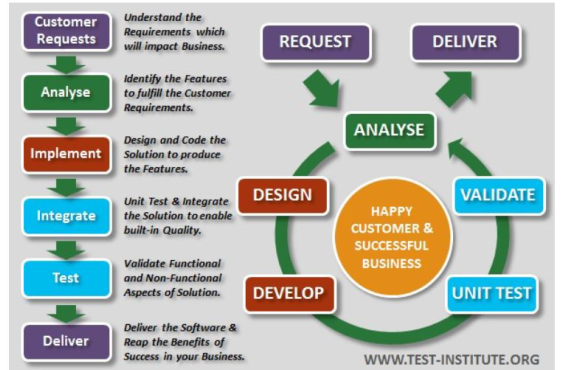 Customer
Requests
Understand the
Requirements which
will impact Business.
Analyse
Identify the Features
to fulfill the Customer
Requirements.
Implement
Design and Code the
Solution to produce
the Features.
Integrate
Unit Test & Integrate
the Solution to enable
built-in Quality.
Test
Validate Functional
and Non-Functional
Aspects of Solution.
Deliver
Deliver the Software &
Reap the Benefits of
Success in your Business.
REQUEST
DELIVER
ANALYSE
DESIGN
VALIDATE
HAPPY
CUSTOMER &
SUCCESSFUL
BUSINESS
DEVELOP
UNIT TEST
WWW.TEST-INSTITUTE.ORG